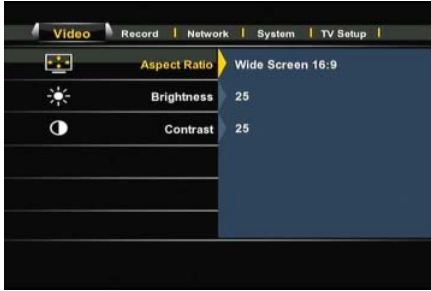 Video Record Network System TV Setup
Aspect Ratio Wide Screen 16:9
Brightness 25
Contrast 25